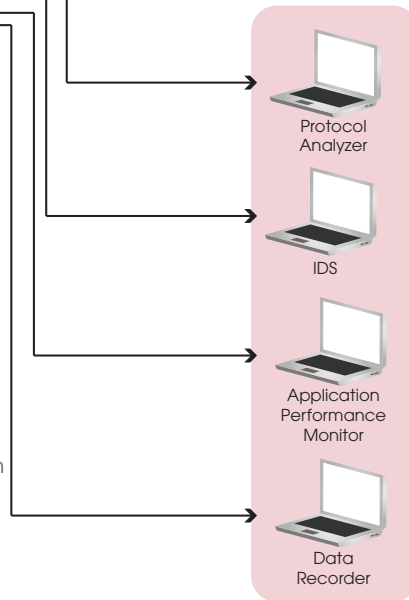 Protocol
Analyzer
IDS
Application
Performance
Monitor
Data
Recorder